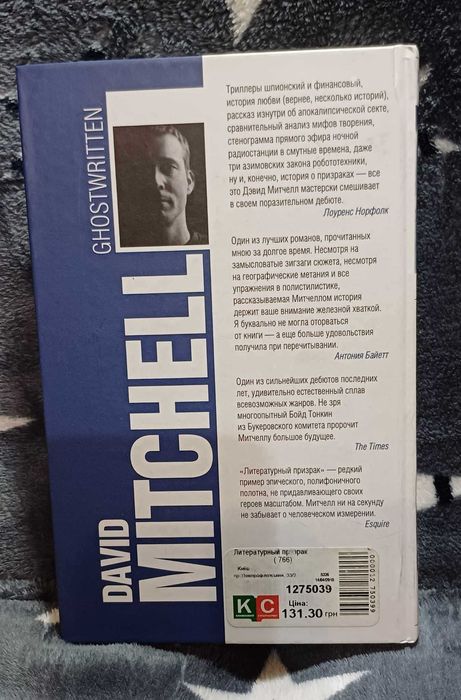 GHOSTWRITTEN
DAVID
MITCHELL
Триллеры шпионский и финансовый,
история любви (вернее, несколько историй),
рассказ изнутри об апокалипсической секте,
сравнительный анализ мифов творения,
стенограмма прямого эфира ночной
радиостанции в смутные времена, даже
три азимовских закона робототехники,
ну и, конечно, история о призраках — все
это Дэвид Митчелл мастерски смешивает
в своем поразительном дебюте.
Лоуренс Норфолк
Один из лучших романов, прочитанных
мною за долгое время. Несмотря на
замысловатые зигзаги сюжета, несмотря
на географические метания и все
упражнения в полистилистике,
рассказываемая Митчеллом история
держит ваше внимание железной хваткой.
Я буквально не могла оторваться
от книги — а еще больше удовольствия
получила при перечитывании.
Антония Байетт
Один из сильнейших дебютов последних
лет, удивительно естественный сплав
всевозможных жанров. Не зря
многоопытный Бойд Тонкин
из Букеровского комитета пророчит
Митчеллу большое будущее.
The Times
«Литературный призрак» — редкий
пример эпического, полифоничного
полотна, не придавливающего своих
героев масштабом. Митчелл ни на секунду
не забывает о человеческом измерении.
Esquire
Литературный призрак
(766)
Київ
1275039
КС
Ціна:
131.30 грн